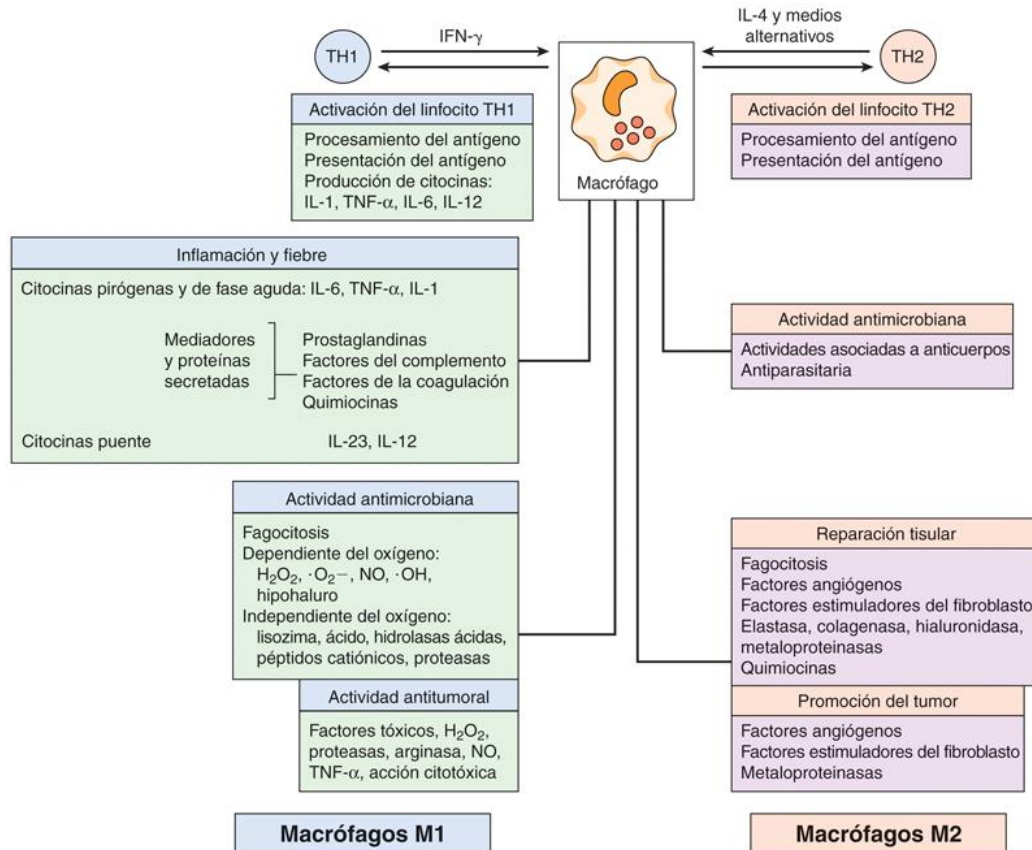 TH1
IFN-γ
IL-4 y medios
alternativos
TH2
Macrófago
Activación del linfocito TH1
Procesamiento del antígeno
Presentación del antígeno
Producción de citocinas:
IL-1, TNF-α, IL-6, IL-12
Activación del linfocito TH2
Procesamiento del antígeno
Presentación del antígeno
Inflamación y fiebre
Citocinas pirógenas y de fase aguda: IL-6, TNF-α, IL-1
Mediadores
y proteínas
secretadas
Prostaglandinas
Factores del complemento
Factores de la coagulación
Quimiocinas
Citocinas puente IL-23, IL-12
Actividad antimicrobiana
Actividades asociadas a anticuerpos
Antiparasitaria
Actividad antimicrobiana
Fagocitosis
Dependiente del oxígeno:
H₂O₂, ·O₂–, NO, ·OH,
hipohaluro
Independiente del oxígeno:
lisozima, ácido, hidrolasas ácidas,
péptidos catiónicos, proteasas
Reparación tisular
Fagocitosis
Factores angiógenos
Factores estimuladores del fibroblasto
Elastasa, colagenasa, hialuronidasa,
metaloproteinasas
Quimiocinas
Actividad antitumoral
Factores tóxicos, H₂O₂,
proteasas, arginasa, NO,
TNF-α, acción citotóxica
Promoción del tumor
Factores angiógenos
Factores estimuladores del fibroblasto
Metaloproteinasas
Macrófagos M1
Macrófagos M2